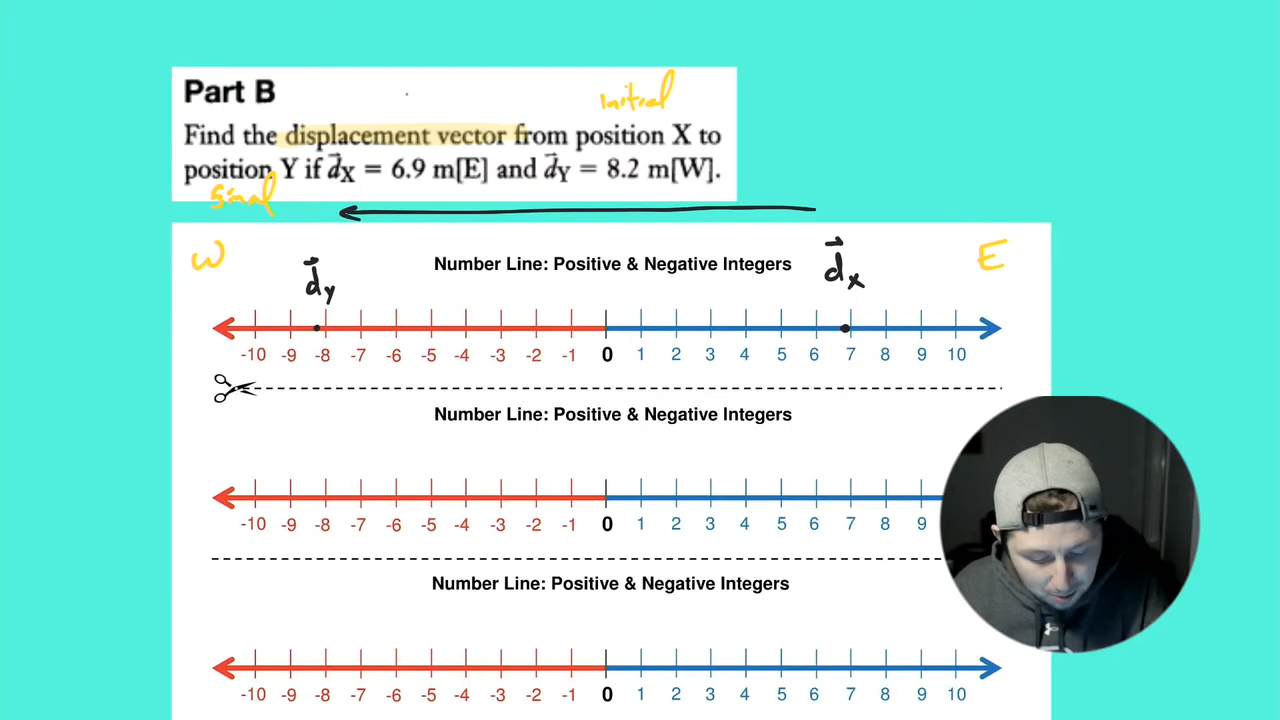 Part B
initial
Find the displacement vector from position X to
position Y if d⃗X = 6.9 m[E] and d⃗Y = 8.2 m[W].
final
W E
d⃗Y Number Line: Positive & Negative Integers d⃗x
-10 -9 -8 -7 -6 -5 -4 -3 -2 -1 0 1 2 3 4 5 6 7 8 9 10
Number Line: Positive & Negative Integers
-10 -9 -8 -7 -6 -5 -4 -3 -2 -1 0 1 2 3 4 5 6 7 8 9
Number Line: Positive & Negative Integers
-10 -9 -8 -7 -6 -5 -4 -3 -2 -1 0 1 2 3 4 5 6 7 8 9 10